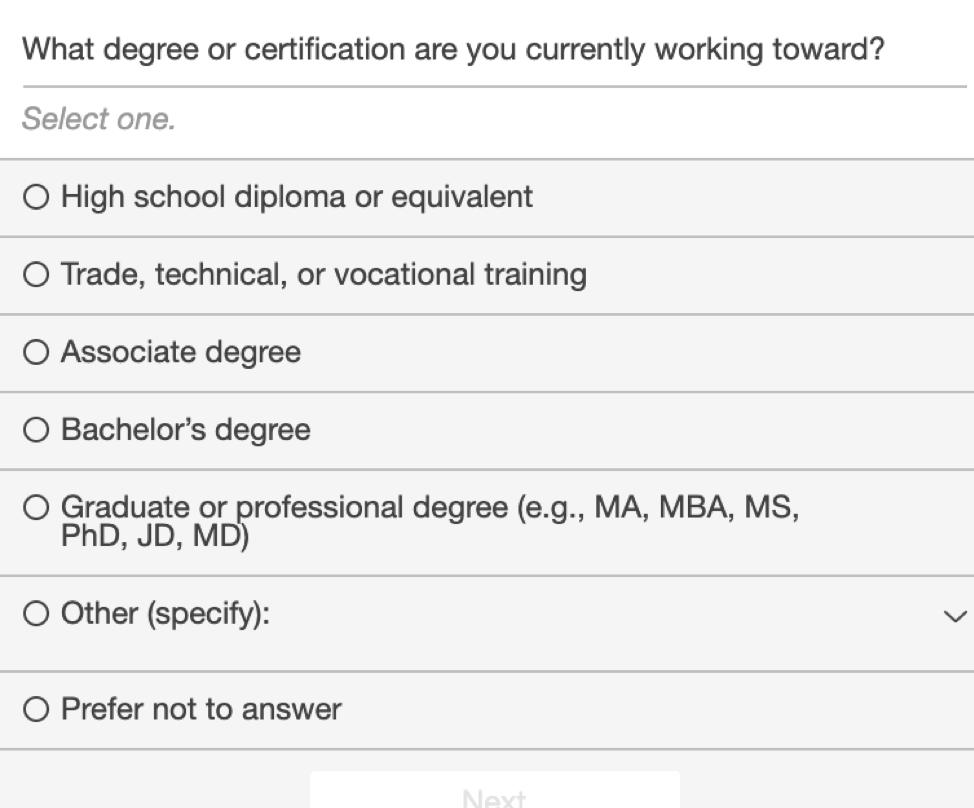 What degree or certification are you currently working toward?
Select one.
High school diploma or equivalent
Trade, technical, or vocational training
Associate degree
Bachelor’s degree
Graduate or professional degree (e.g., MA, MBA, MS,
PhD, JD, MD)
Other (specify):
Prefer not to answer
Next